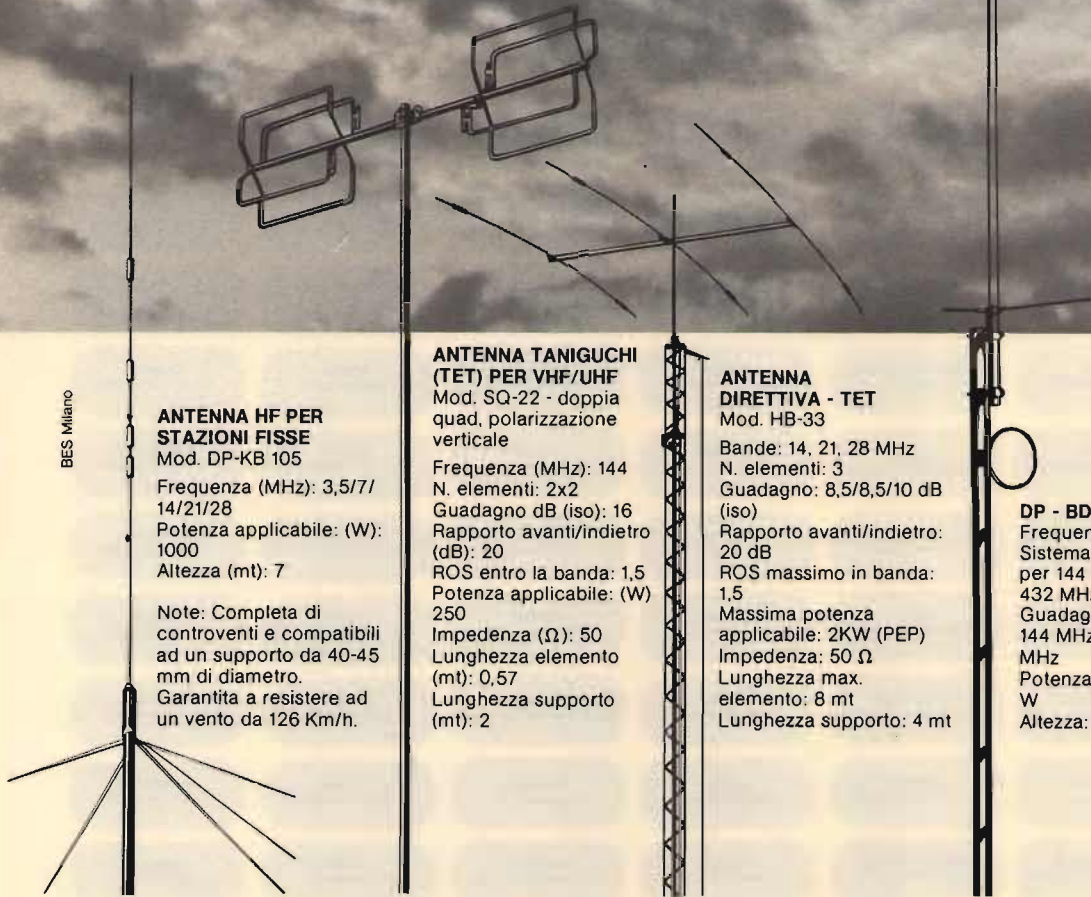 BES Milano
ANTENNA HF PER
STAZIONI FISSE
Mod. DP-KB 105
Frequenza (MHz): 3,5/7/
14/21/28
Potenza applicabile: (W):
1000
Altezza (mt): 7
Note: Completa di
controventi e compatibili
ad un supporto da 40-45
mm di diametro.
Garantita a resistere ad
un vento da 126 Km/h.
ANTENNA TANIGUCHI
(TET) PER VHF/UHF
Mod. SQ-22 - doppia
quad, polarizzazione
verticale
Frequenza (MHz): 144
N. elementi: 2x2
Guadagno dB (iso): 16
Rapporto avanti/indietro
(dB): 20
ROS entro la banda: 1,5
Potenza applicabile: (W)
250
Impedenza (Ω): 50
Lunghezza elemento
(mt): 0,57
Lunghezza supporto
(mt): 2
ANTENNA
DIRETTIVA - TET
Mod. HB-33
Bande: 14, 21, 28 MHz
N. elementi: 3
Guadagno: 8,5/8,5/10 dB
(iso)
Rapporto avanti/indietro:
20 dB
ROS massimo in banda:
1,5
Massima potenza
applicabile: 2KW (PEP)
Impedenza: 50 Ω
Lunghezza max.
elemento: 8 mt
Lunghezza supporto: 4 mt
DP - BD
Frequen
Sistema
per 144
432 MH
Guadag
144 MHz
MHz
Potenza
W
Altezza: